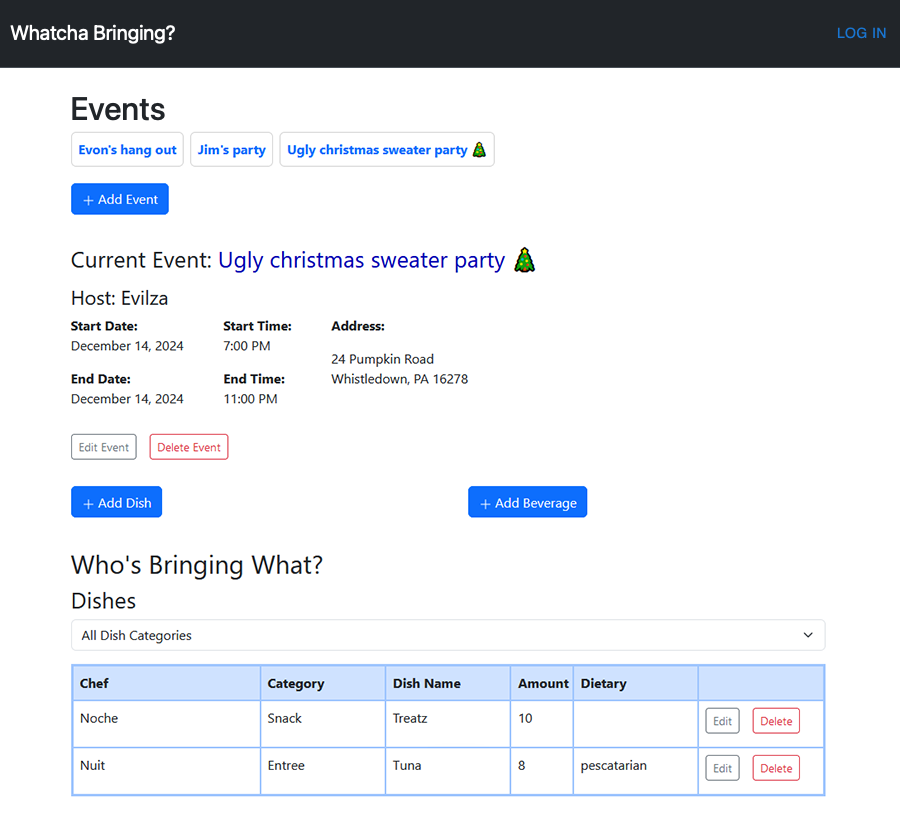 Whatcha Bringing? LOG IN
Events
Evon's hang out Jim's party Ugly christmas sweater party 🎄
+ Add Event
Current Event: Ugly christmas sweater party 🎄
Host: Evilza
Start Date: Start Time: Address:
December 14, 2024 7:00 PM
24 Pumpkin Road
End Date: End Time: Whistledown, PA 16278
December 14, 2024 11:00 PM
Edit Event Delete Event
+ Add Dish + Add Beverage
Who's Bringing What?
Dishes
All Dish Categories
Chef Category Dish Name Amount Dietary
Noche Snack Treatz 10 Edit Delete
Nuit Entree Tuna 8 pescatarian Edit Delete